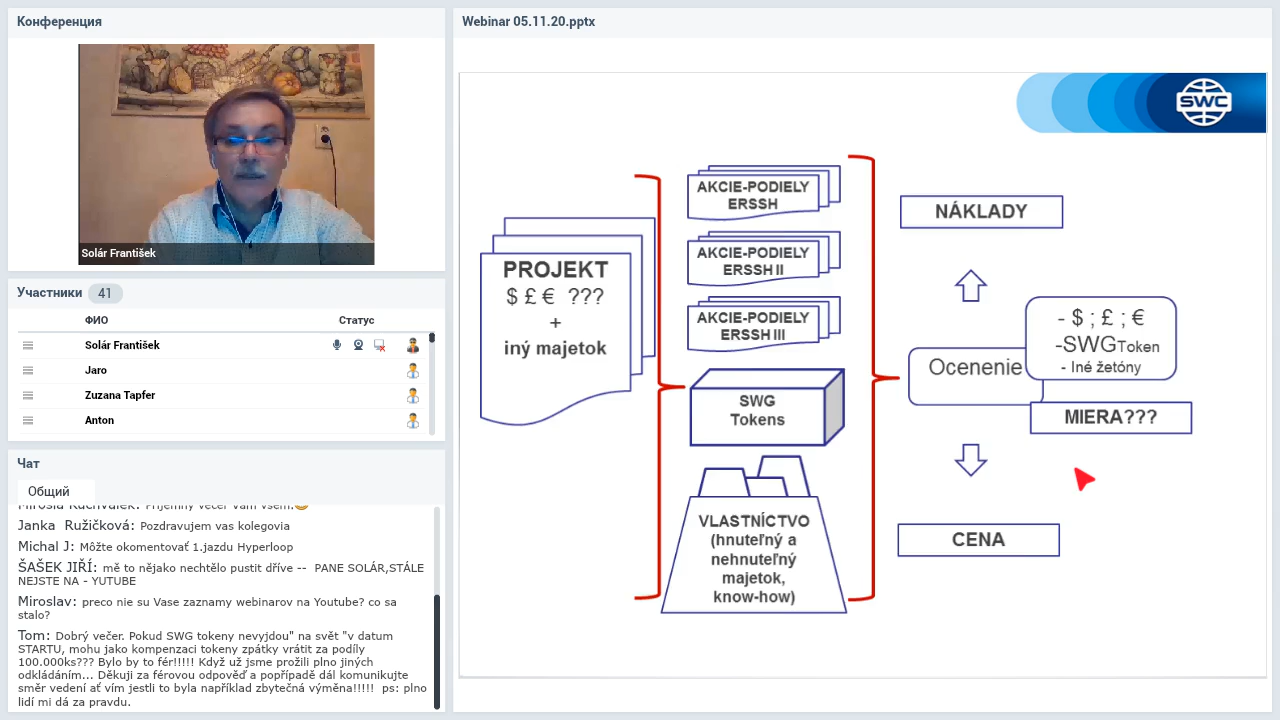 Конференция
Solár František
Участники 41
ФИО Статус
Solár František
Jaro
Zuzana Tapfer
Anton
Чат
Общий
Janka Ružičková: Pozdravujem vas kolegovia
Michal J: Môžte okomentovať 1.jazdu Hyperloop
ŠAŠEK JIŘÍ: mě to nějako nechtělo pustit dříve -- PANE SOLÁR,STÁLE
NEJSTE NA - YUTUBE
Miroslav: preco nie su Vase zaznamy webinarov na Youtube? co sa
stalo?
Tom: Dobrý večer. Pokud SWG tokeny nevyjdou" na svět "v datum
STARTU, mohu jako kompenzaci tokeny zpátky vrátit za podíly
100.000ks??? Bylo by to fér!!!!! Když už jsme prožili plno jiných
odkládáním... Děkuji za férovou odpověď a popřípadě dál komunikujte
směr vedení ať vím jestli to byla například zbytečná výměna!!!!! ps: plno
lidí mi dá za pravdu.
Webinar 05.11.20.pptx
SWC
PROJEKT
$ £ € ???
+
iný majetok
AKCIE-PODIELY
ERSSH
AKCIE-PODIELY
ERSSH II
AKCIE-PODIELY
ERSSH III
SWG
Tokens
VLASTNÍCTVO
(hnuteľný a
nehnuteľný
majetok,
know-how)
NÁKLADY
Ocenenie
- $ ; £ ; €
-SWGToken
- Iné žetóny
MIERA???
CENA